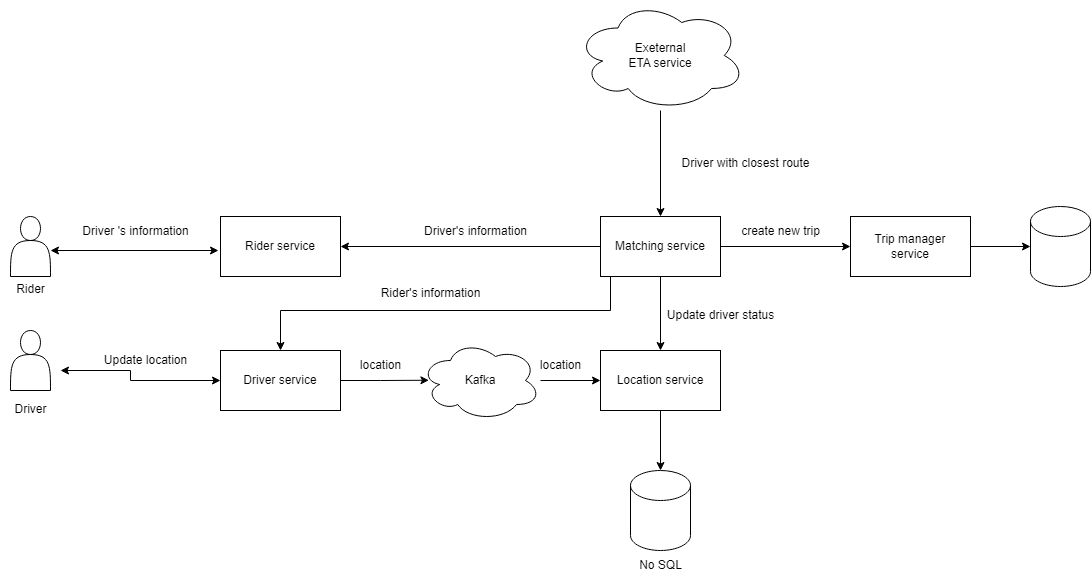 Exeternal
ETA service
Driver with closest route
Driver 's information
Rider service
Driver's information
Matching service
create new trip
Trip manager
service
Rider
Rider's information
Update driver status
Update location
Driver service
location
Kafka
location
Location service
Driver
No SQL